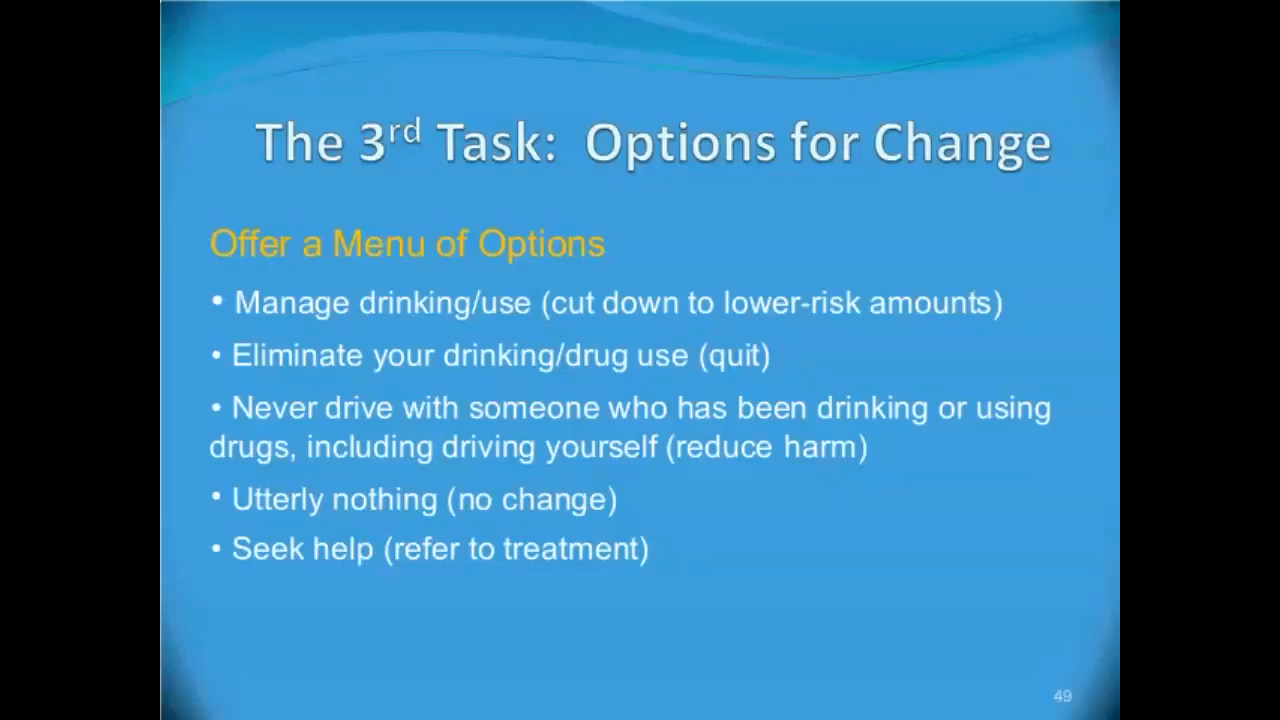 The 3rd Task: Options for Change
Offer a Menu of Options
• Manage drinking/use (cut down to lower-risk amounts)
• Eliminate your drinking/drug use (quit)
• Never drive with someone who has been drinking or using
drugs, including driving yourself (reduce harm)
• Utterly nothing (no change)
• Seek help (refer to treatment)
49